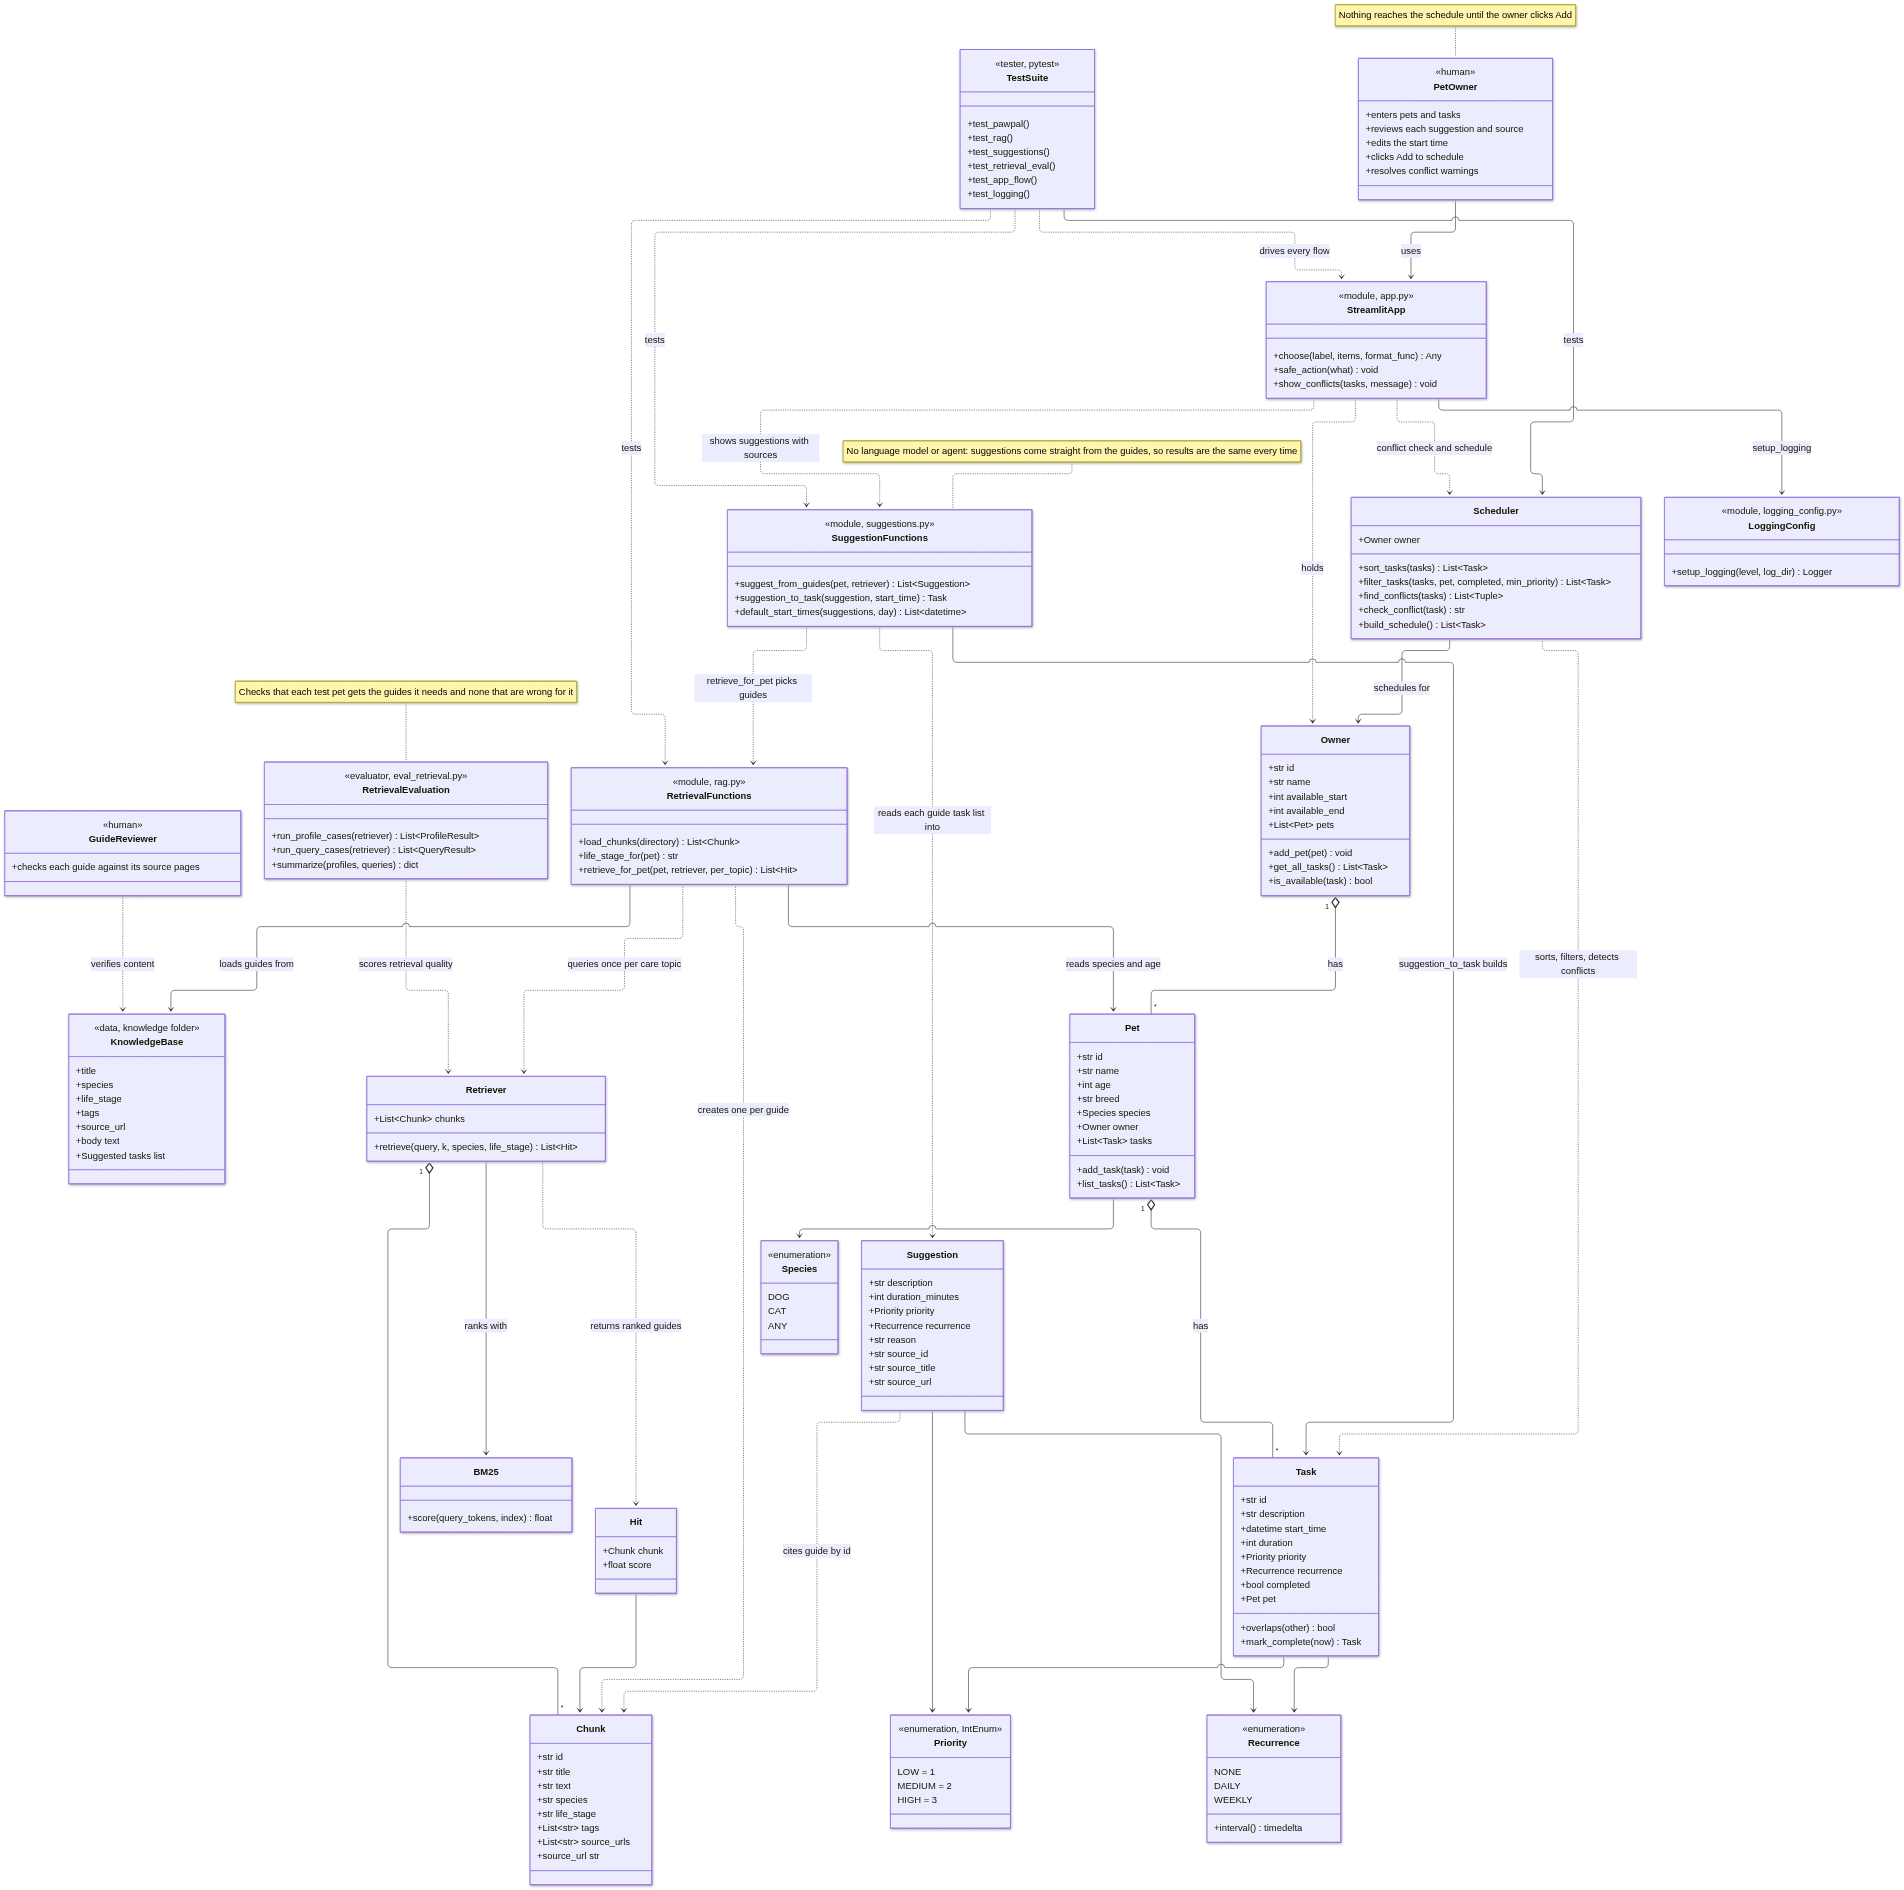 Nothing reaches the schedule until the owner clicks Add
«tester, pytest»
TestSuite
+test_pawpal()
+test_rag()
+test_suggestions()
+test_retrieval_eval()
+test_app_flow()
+test_logging()
«human»
PetOwner
+enters pets and tasks
+reviews each suggestion and source
+edits the start time
+clicks Add to schedule
+resolves conflict warnings
drives every flow
uses
«module, app.py»
StreamlitApp
+choose(label, items, format_func) : Any
+safe_action(what) : void
+show_conflicts(tasks, message) : void
tests
tests
tests
shows suggestions with
sources
No language model or agent: suggestions come straight from the guides, so results are the same every time
conflict check and schedule
setup_logging
«module, suggestions.py»
SuggestionFunctions
+suggest_from_guides(pet, retriever) : List<Suggestion>
+suggestion_to_task(suggestion, start_time) : Task
+default_start_times(suggestions, day) : List<datetime>
holds
Scheduler
+Owner owner
+sort_tasks(tasks) : List<Task>
+filter_tasks(tasks, pet, completed, min_priority) : List<Task>
+find_conflicts(tasks) : List<Tuple>
+check_conflict(task) : str
+build_schedule() : List<Task>
«module, logging_config.py»
LoggingConfig
+setup_logging(level, log_dir) : Logger
Checks that each test pet gets the guides it needs and none that are wrong for it
retrieve_for_pet picks
guides
schedules for
«human»
GuideReviewer
+checks each guide against its source pages
«evaluator, eval_retrieval.py»
RetrievalEvaluation
+run_profile_cases(retriever) : List<ProfileResult>
+run_query_cases(retriever) : List<QueryResult>
+summarize(profiles, queries) : dict
«module, rag.py»
RetrievalFunctions
+load_chunks(directory) : List<Chunk>
+life_stage_for(pet) : str
+retrieve_for_pet(pet, retriever, per_topic) : List<Hit>
reads each guide task list
into
Owner
+str id
+str name
+int available_start
+int available_end
+List<Pet> pets
+add_pet(pet) : void
+get_all_tasks() : List<Task>
+is_available(task) : bool
1
verifies content
loads guides from
scores retrieval quality
queries once per care topic
reads species and age
has
suggestion_to_task builds
sorts, filters, detects
conflicts
*
«data, knowledge folder»
KnowledgeBase
+title
+species
+life_stage
+tags
+source_url
+body text
+Suggested tasks list
Retriever
+List<Chunk> chunks
+retrieve(query, k, species, life_stage) : List<Hit>
1
creates one per guide
Pet
+str id
+str name
+int age
+str breed
+Species species
+Owner owner
+List<Task> tasks
+add_task(task) : void
+list_tasks() : List<Task>
1
«enumeration»
Species
DOG
CAT
ANY
Suggestion
+str description
+int duration_minutes
+Priority priority
+Recurrence recurrence
+str reason
+str source_id
+str source_title
+str source_url
ranks with
returns ranked guides
has
*
BM25
+score(query_tokens, index) : float
Hit
+Chunk chunk
+float score
cites guide by id
Task
+str id
+str description
+datetime start_time
+int duration
+Priority priority
+Recurrence recurrence
+bool completed
+Pet pet
+overlaps(other) : bool
+mark_complete(now) : Task
*
Chunk
+str id
+str title
+str text
+str species
+str life_stage
+List<str> tags
+List<str> source_urls
+source_url str
«enumeration, IntEnum»
Priority
LOW = 1
MEDIUM = 2
HIGH = 3
«enumeration»
Recurrence
NONE
DAILY
WEEKLY
+interval() : timedelta